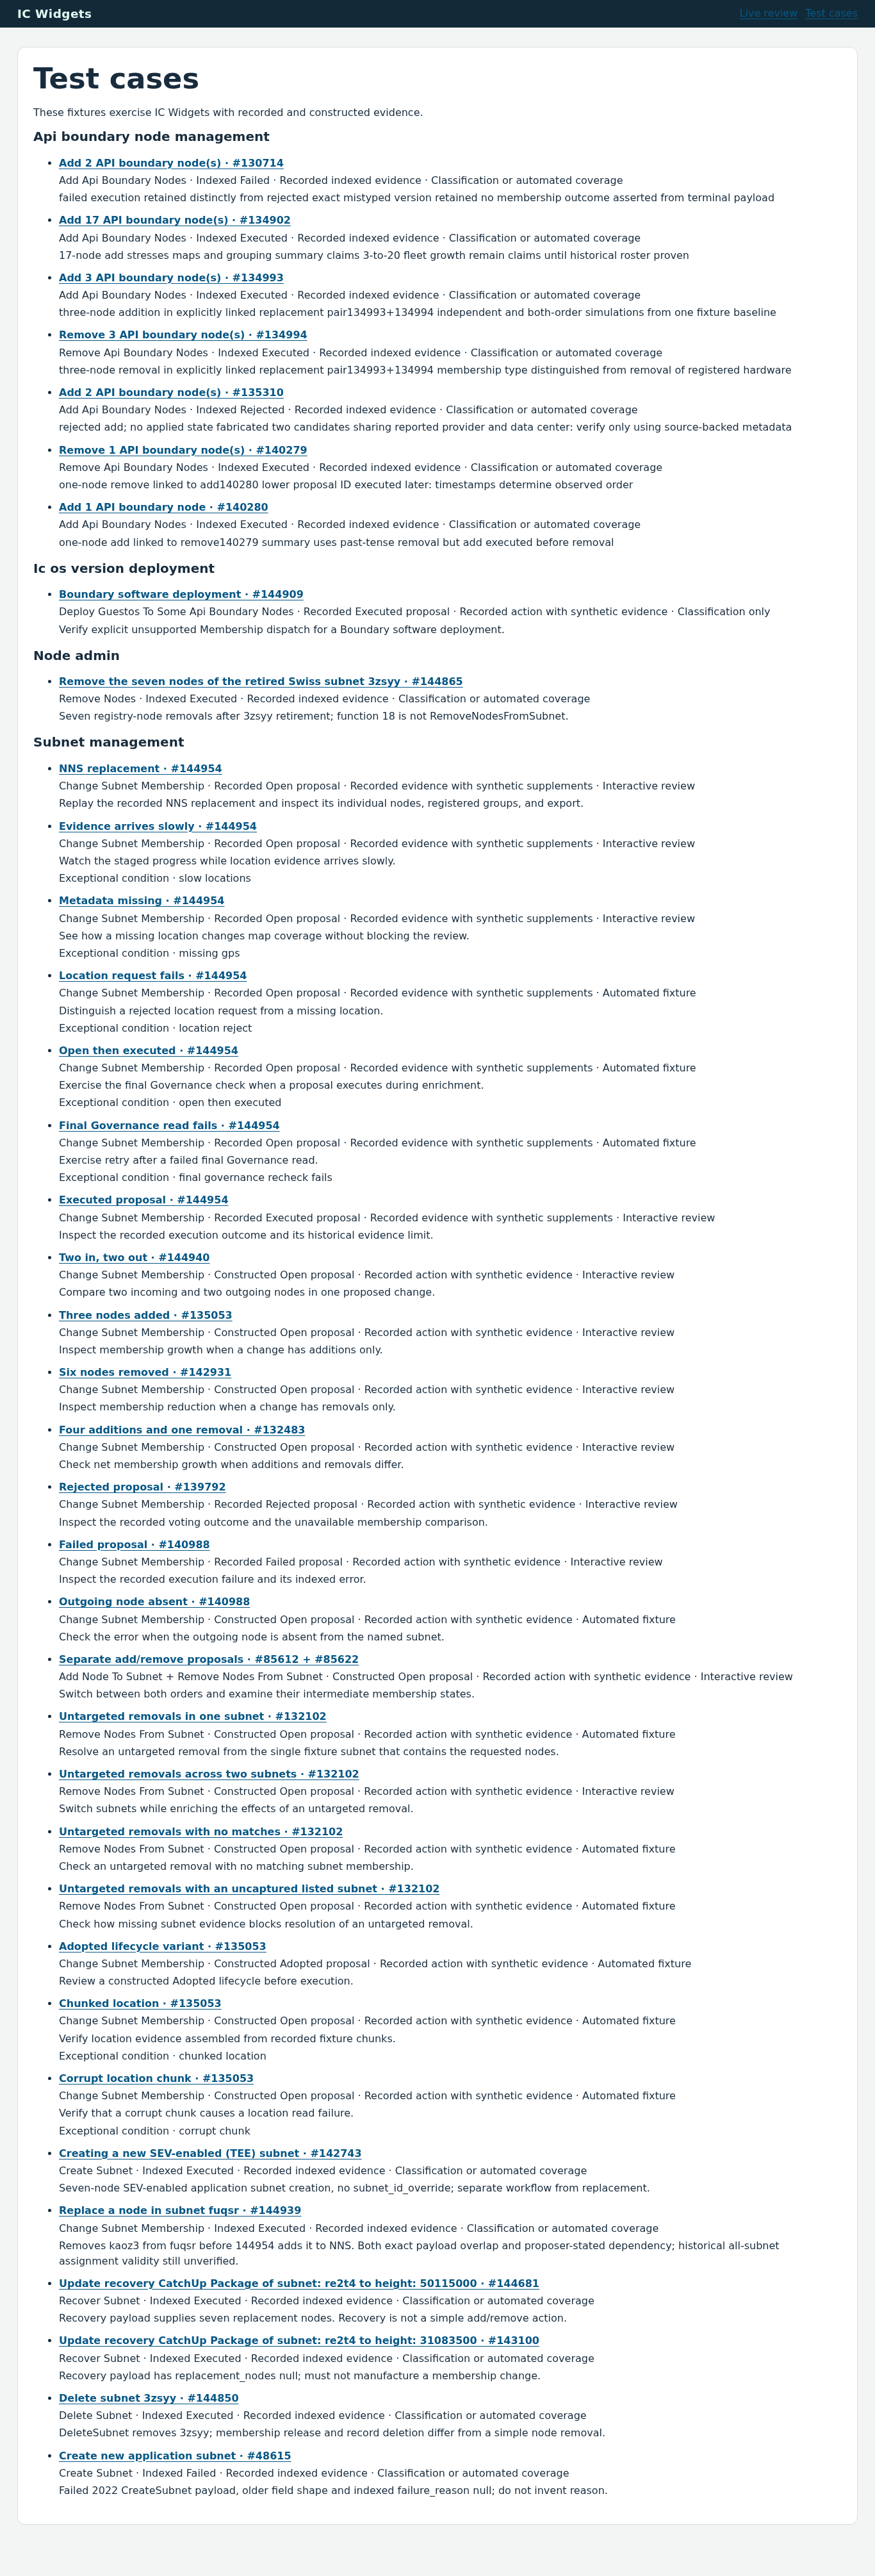 IC Widgets
Live review Test cases
Test cases
These fixtures exercise IC Widgets with recorded and constructed evidence.
Api boundary node management
Add 2 API boundary node(s) · #130714
Add Api Boundary Nodes · Indexed Failed · Recorded indexed evidence · Classification or automated coverage
failed execution retained distinctly from rejected exact mistyped version retained no membership outcome asserted from terminal payload
Add 17 API boundary node(s) · #134902
Add Api Boundary Nodes · Indexed Executed · Recorded indexed evidence · Classification or automated coverage
17-node add stresses maps and grouping summary claims 3-to-20 fleet growth remain claims until historical roster proven
Add 3 API boundary node(s) · #134993
Add Api Boundary Nodes · Indexed Executed · Recorded indexed evidence · Classification or automated coverage
three-node addition in explicitly linked replacement pair134993+134994 independent and both-order simulations from one fixture baseline
Remove 3 API boundary node(s) · #134994
Remove Api Boundary Nodes · Indexed Executed · Recorded indexed evidence · Classification or automated coverage
three-node removal in explicitly linked replacement pair134993+134994 membership type distinguished from removal of registered hardware
Add 2 API boundary node(s) · #135310
Add Api Boundary Nodes · Indexed Rejected · Recorded indexed evidence · Classification or automated coverage
rejected add; no applied state fabricated two candidates sharing reported provider and data center: verify only using source-backed metadata
Remove 1 API boundary node(s) · #140279
Remove Api Boundary Nodes · Indexed Executed · Recorded indexed evidence · Classification or automated coverage
one-node remove linked to add140280 lower proposal ID executed later: timestamps determine observed order
Add 1 API boundary node · #140280
Add Api Boundary Nodes · Indexed Executed · Recorded indexed evidence · Classification or automated coverage
one-node add linked to remove140279 summary uses past-tense removal but add executed before removal
Ic os version deployment
Boundary software deployment · #144909
Deploy Guestos To Some Api Boundary Nodes · Recorded Executed proposal · Recorded action with synthetic evidence · Classification only
Verify explicit unsupported Membership dispatch for a Boundary software deployment.
Node admin
Remove the seven nodes of the retired Swiss subnet 3zsyy · #144865
Remove Nodes · Indexed Executed · Recorded indexed evidence · Classification or automated coverage
Seven registry-node removals after 3zsyy retirement; function 18 is not RemoveNodesFromSubnet.
Subnet management
NNS replacement · #144954
Change Subnet Membership · Recorded Open proposal · Recorded evidence with synthetic supplements · Interactive review
Replay the recorded NNS replacement and inspect its individual nodes, registered groups, and export.
Evidence arrives slowly · #144954
Change Subnet Membership · Recorded Open proposal · Recorded evidence with synthetic supplements · Interactive review
Watch the staged progress while location evidence arrives slowly.
Exceptional condition · slow locations
Metadata missing · #144954
Change Subnet Membership · Recorded Open proposal · Recorded evidence with synthetic supplements · Interactive review
See how a missing location changes map coverage without blocking the review.
Exceptional condition · missing gps
Location request fails · #144954
Change Subnet Membership · Recorded Open proposal · Recorded evidence with synthetic supplements · Automated fixture
Distinguish a rejected location request from a missing location.
Exceptional condition · location reject
Open then executed · #144954
Change Subnet Membership · Recorded Open proposal · Recorded evidence with synthetic supplements · Automated fixture
Exercise the final Governance check when a proposal executes during enrichment.
Exceptional condition · open then executed
Final Governance read fails · #144954
Change Subnet Membership · Recorded Open proposal · Recorded evidence with synthetic supplements · Automated fixture
Exercise retry after a failed final Governance read.
Exceptional condition · final governance recheck fails
Executed proposal · #144954
Change Subnet Membership · Recorded Executed proposal · Recorded evidence with synthetic supplements · Interactive review
Inspect the recorded execution outcome and its historical evidence limit.
Two in, two out · #144940
Change Subnet Membership · Constructed Open proposal · Recorded action with synthetic evidence · Interactive review
Compare two incoming and two outgoing nodes in one proposed change.
Three nodes added · #135053
Change Subnet Membership · Constructed Open proposal · Recorded action with synthetic evidence · Interactive review
Inspect membership growth when a change has additions only.
Six nodes removed · #142931
Change Subnet Membership · Constructed Open proposal · Recorded action with synthetic evidence · Interactive review
Inspect membership reduction when a change has removals only.
Four additions and one removal · #132483
Change Subnet Membership · Constructed Open proposal · Recorded action with synthetic evidence · Interactive review
Check net membership growth when additions and removals differ.
Rejected proposal · #139792
Change Subnet Membership · Recorded Rejected proposal · Recorded action with synthetic evidence · Interactive review
Inspect the recorded voting outcome and the unavailable membership comparison.
Failed proposal · #140988
Change Subnet Membership · Recorded Failed proposal · Recorded action with synthetic evidence · Interactive review
Inspect the recorded execution failure and its indexed error.
Outgoing node absent · #140988
Change Subnet Membership · Constructed Open proposal · Recorded action with synthetic evidence · Automated fixture
Check the error when the outgoing node is absent from the named subnet.
Separate add/remove proposals · #85612 + #85622
Add Node To Subnet + Remove Nodes From Subnet · Constructed Open proposal · Recorded action with synthetic evidence · Interactive review
Switch between both orders and examine their intermediate membership states.
Untargeted removals in one subnet · #132102
Remove Nodes From Subnet · Constructed Open proposal · Recorded action with synthetic evidence · Automated fixture
Resolve an untargeted removal from the single fixture subnet that contains the requested nodes.
Untargeted removals across two subnets · #132102
Remove Nodes From Subnet · Constructed Open proposal · Recorded action with synthetic evidence · Interactive review
Switch subnets while enriching the effects of an untargeted removal.
Untargeted removals with no matches · #132102
Remove Nodes From Subnet · Constructed Open proposal · Recorded action with synthetic evidence · Automated fixture
Check an untargeted removal with no matching subnet membership.
Untargeted removals with an uncaptured listed subnet · #132102
Remove Nodes From Subnet · Constructed Open proposal · Recorded action with synthetic evidence · Automated fixture
Check how missing subnet evidence blocks resolution of an untargeted removal.
Adopted lifecycle variant · #135053
Change Subnet Membership · Constructed Adopted proposal · Recorded action with synthetic evidence · Automated fixture
Review a constructed Adopted lifecycle before execution.
Chunked location · #135053
Change Subnet Membership · Constructed Open proposal · Recorded action with synthetic evidence · Automated fixture
Verify location evidence assembled from recorded fixture chunks.
Exceptional condition · chunked location
Corrupt location chunk · #135053
Change Subnet Membership · Constructed Open proposal · Recorded action with synthetic evidence · Automated fixture
Verify that a corrupt chunk causes a location read failure.
Exceptional condition · corrupt chunk
Creating a new SEV-enabled (TEE) subnet · #142743
Create Subnet · Indexed Executed · Recorded indexed evidence · Classification or automated coverage
Seven-node SEV-enabled application subnet creation, no subnet_id_override; separate workflow from replacement.
Replace a node in subnet fuqsr · #144939
Change Subnet Membership · Indexed Executed · Recorded indexed evidence · Classification or automated coverage
Removes kaoz3 from fuqsr before 144954 adds it to NNS. Both exact payload overlap and proposer-stated dependency; historical all-subnet
assignment validity still unverified.
Update recovery CatchUp Package of subnet: re2t4 to height: 50115000 · #144681
Recover Subnet · Indexed Executed · Recorded indexed evidence · Classification or automated coverage
Recovery payload supplies seven replacement nodes. Recovery is not a simple add/remove action.
Update recovery CatchUp Package of subnet: re2t4 to height: 31083500 · #143100
Recover Subnet · Indexed Executed · Recorded indexed evidence · Classification or automated coverage
Recovery payload has replacement_nodes null; must not manufacture a membership change.
Delete subnet 3zsyy · #144850
Delete Subnet · Indexed Executed · Recorded indexed evidence · Classification or automated coverage
DeleteSubnet removes 3zsyy; membership release and record deletion differ from a simple node removal.
Create new application subnet · #48615
Create Subnet · Indexed Failed · Recorded indexed evidence · Classification or automated coverage
Failed 2022 CreateSubnet payload, older field shape and indexed failure_reason null; do not invent reason.